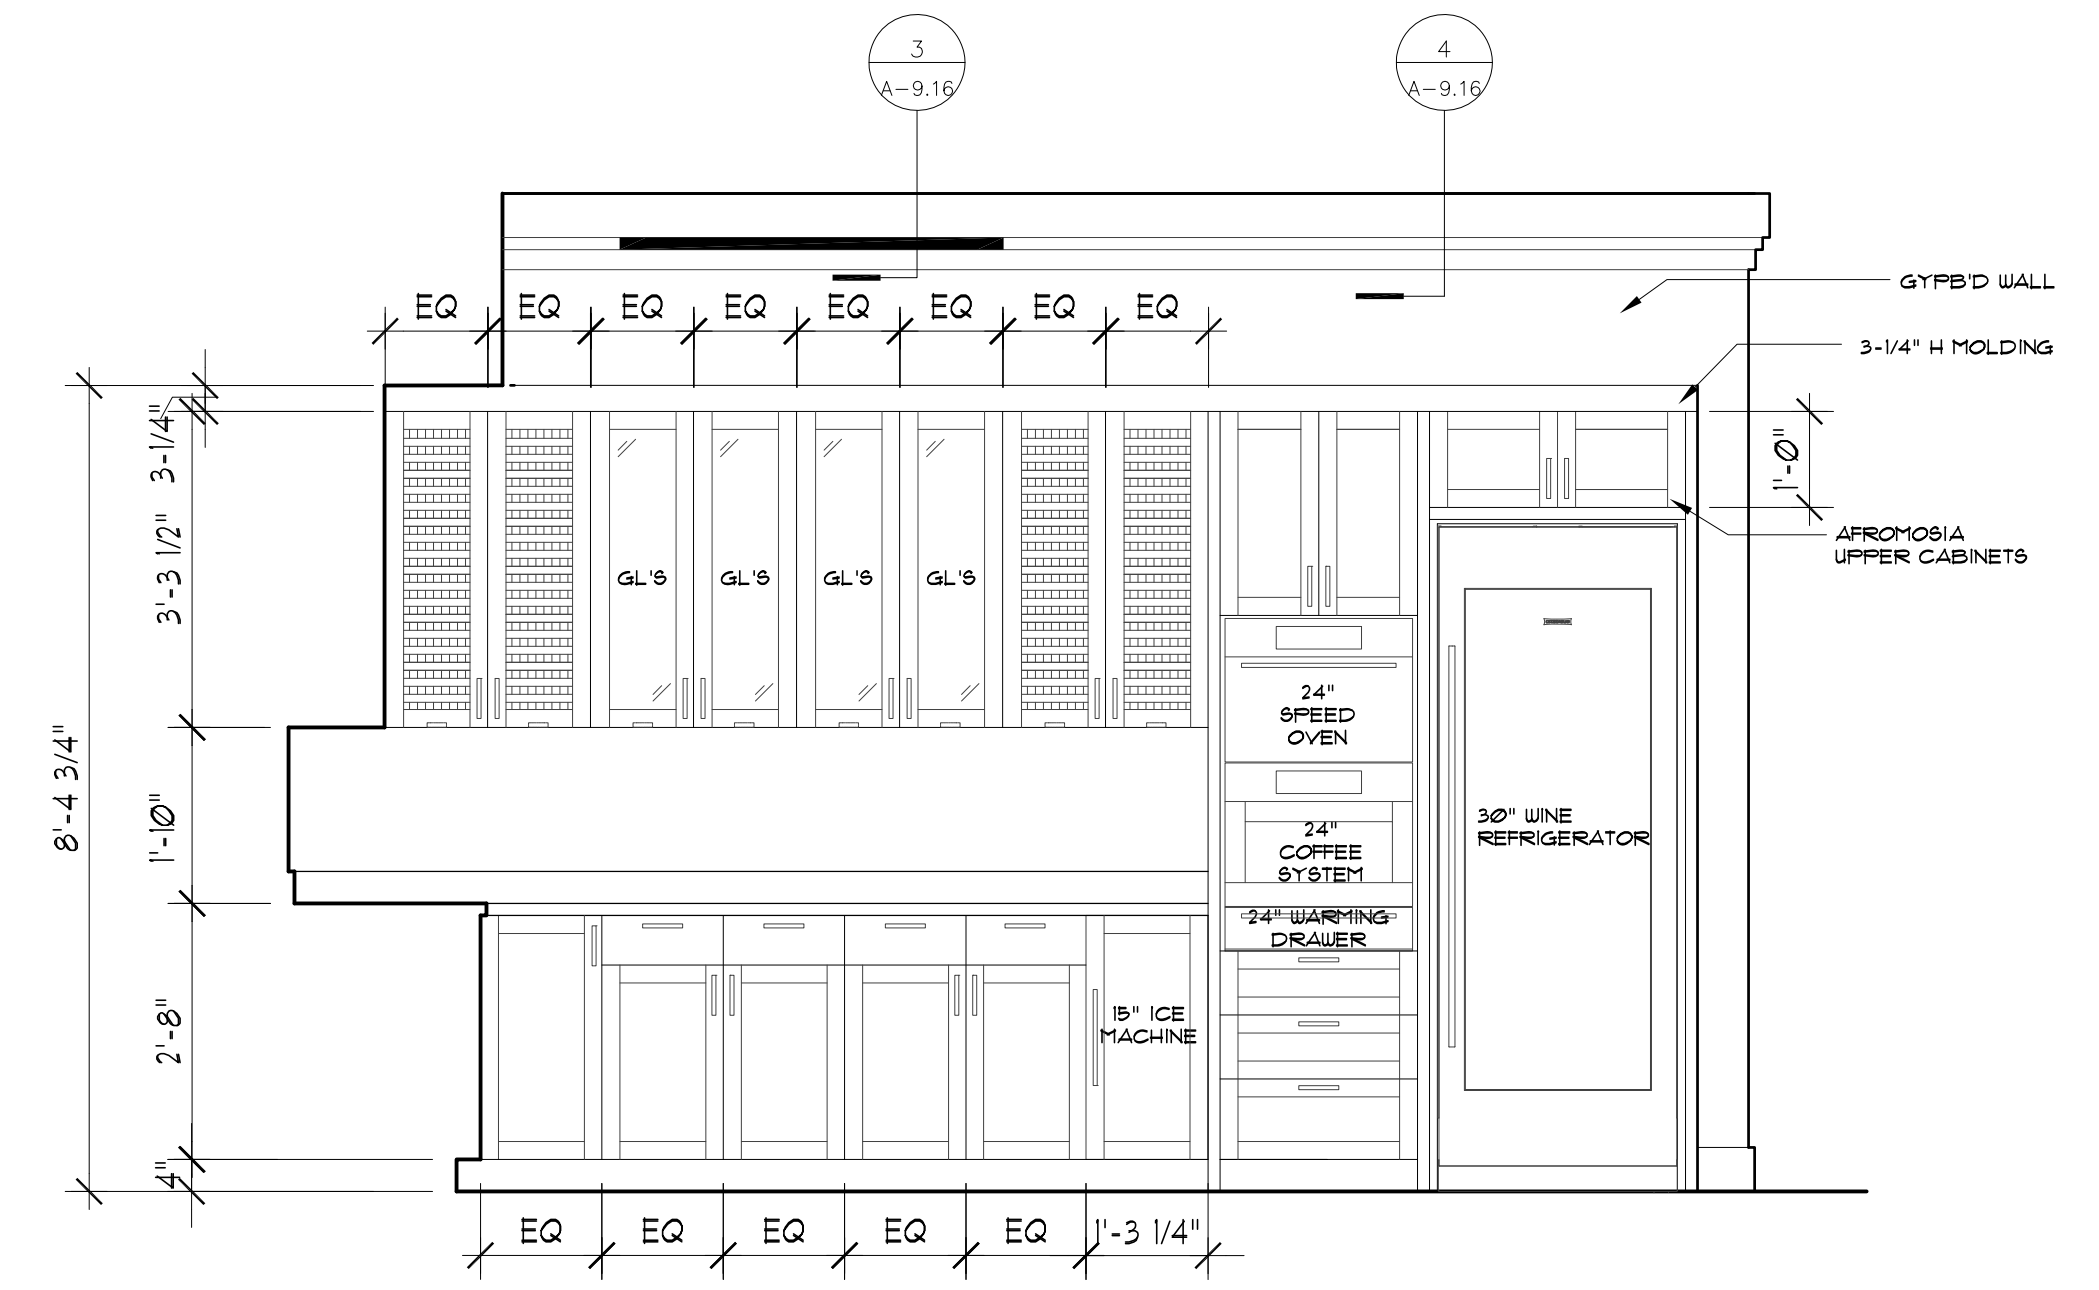 3
A-9.16
4
A-9.16
GYPB'D WALL
EQ EQ EQ EQ EQ EQ EQ EQ
3-1/4" H MOLDING
3-1/4"
1'-0"
3'-3 1/2"
AFROMOSIA
UPPER CABINETS
GL'S GL'S GL'S GL'S
24"
SPEED
OVEN
8'-4 3/4"
1'-10"
30" WINE
REFRIGERATOR
24"
COFFEE
SYSTEM
24" WARMING
DRAWER
2'-8"
15" ICE
MACHINE
4"
EQ EQ EQ EQ EQ 1'-3 1/4"